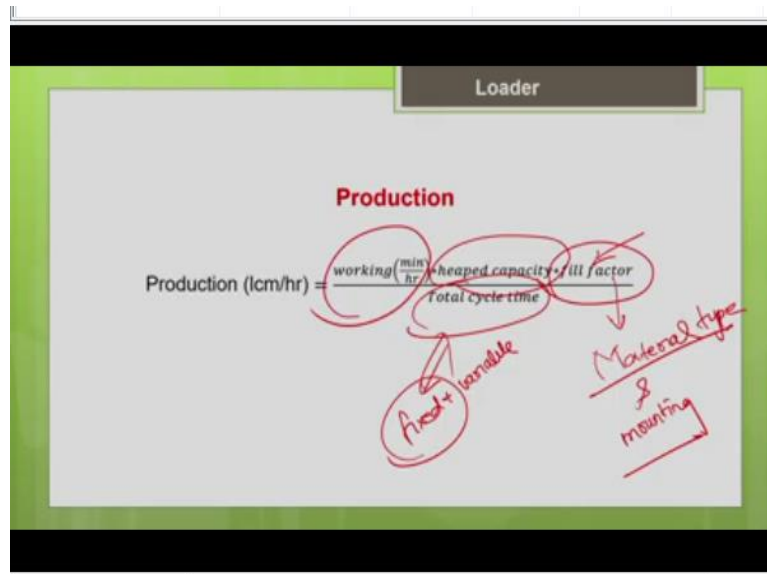 Loader
Production
Production (lcm/hr) = working(min/hr)*heaped capacity*fill factor
Total cycle time
Material type
fixed + variable
&
mounting